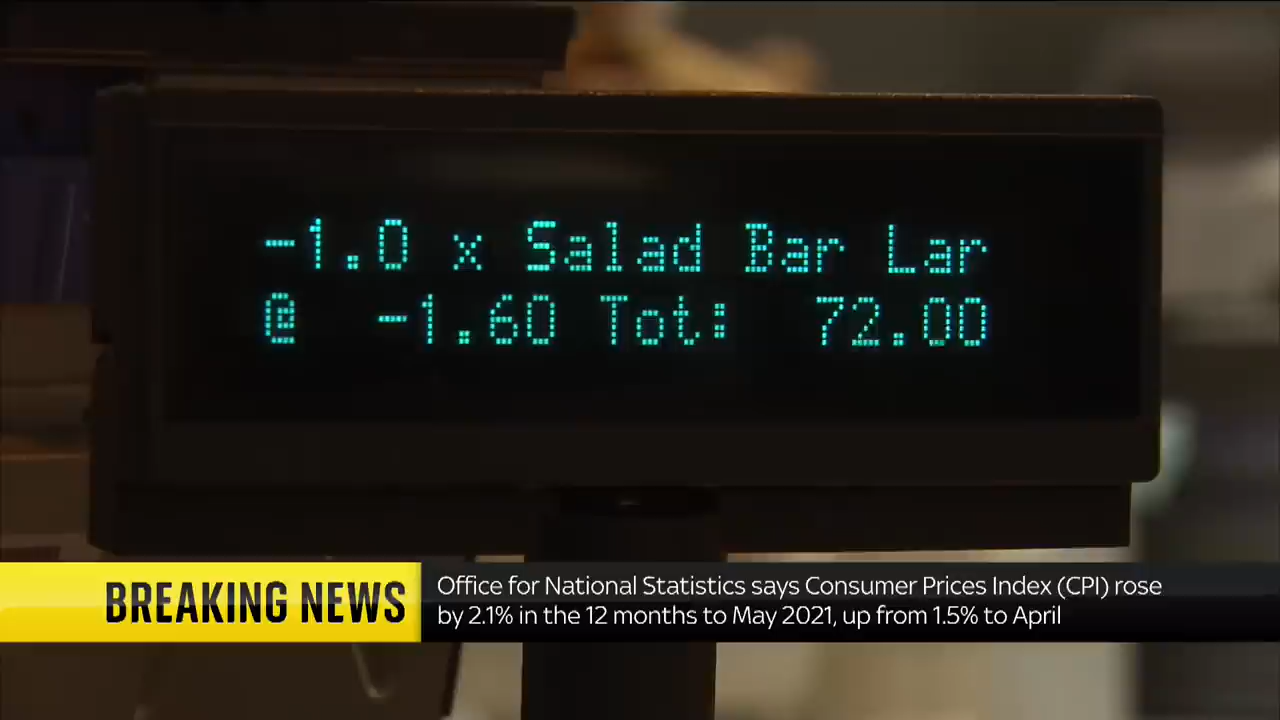 -1.0 x Salad Bar Lar
@ -1.60 Tot: 72.00
BREAKING NEWS
Office for National Statistics says Consumer Prices Index (CPI) rose
by 2.1% in the 12 months to May 2021, up from 1.5% to April